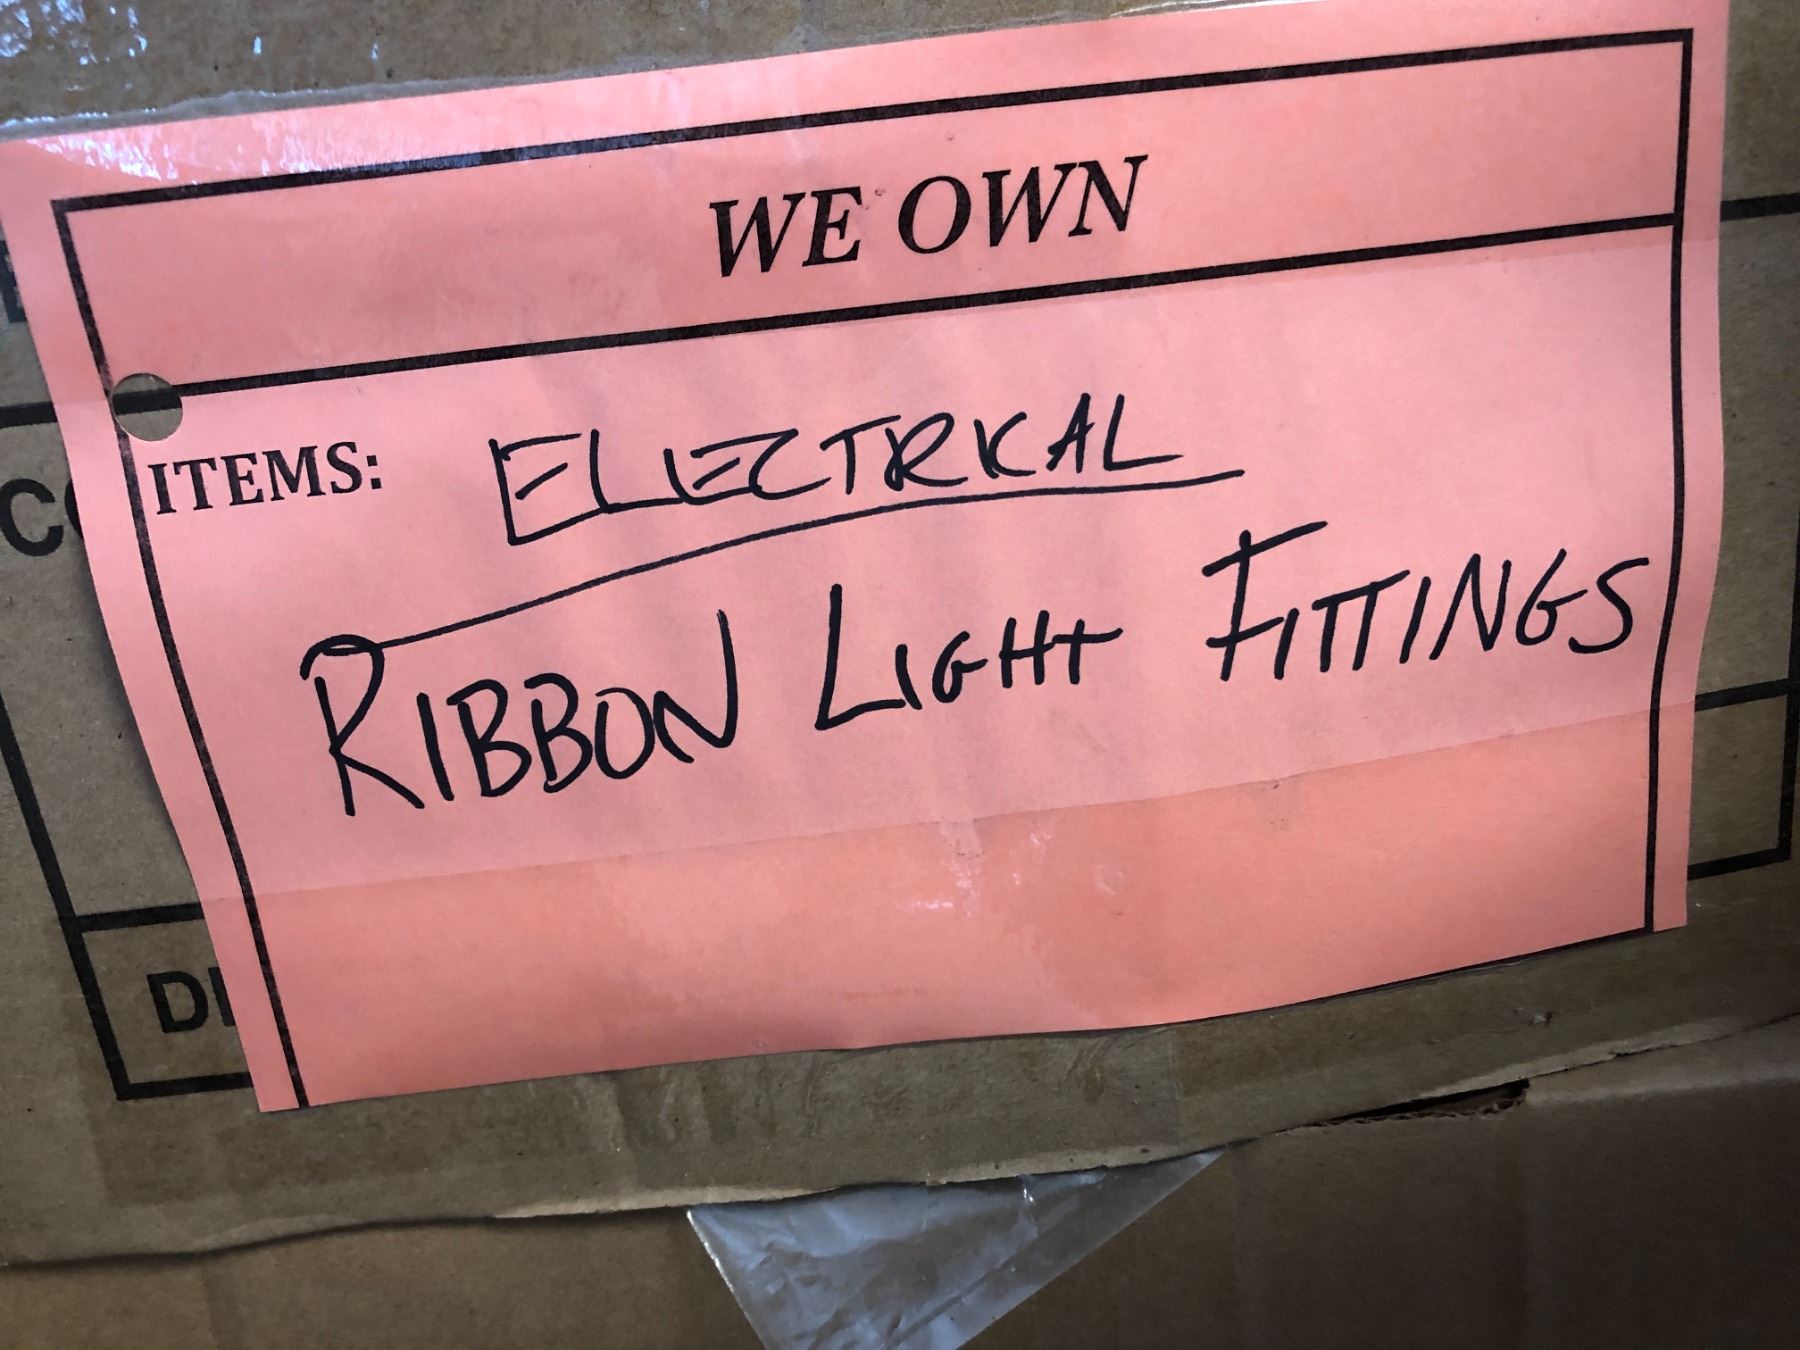 WE OWN
ITEMS: ELECTRICAL
RIBBON LIGHT FITTINGS